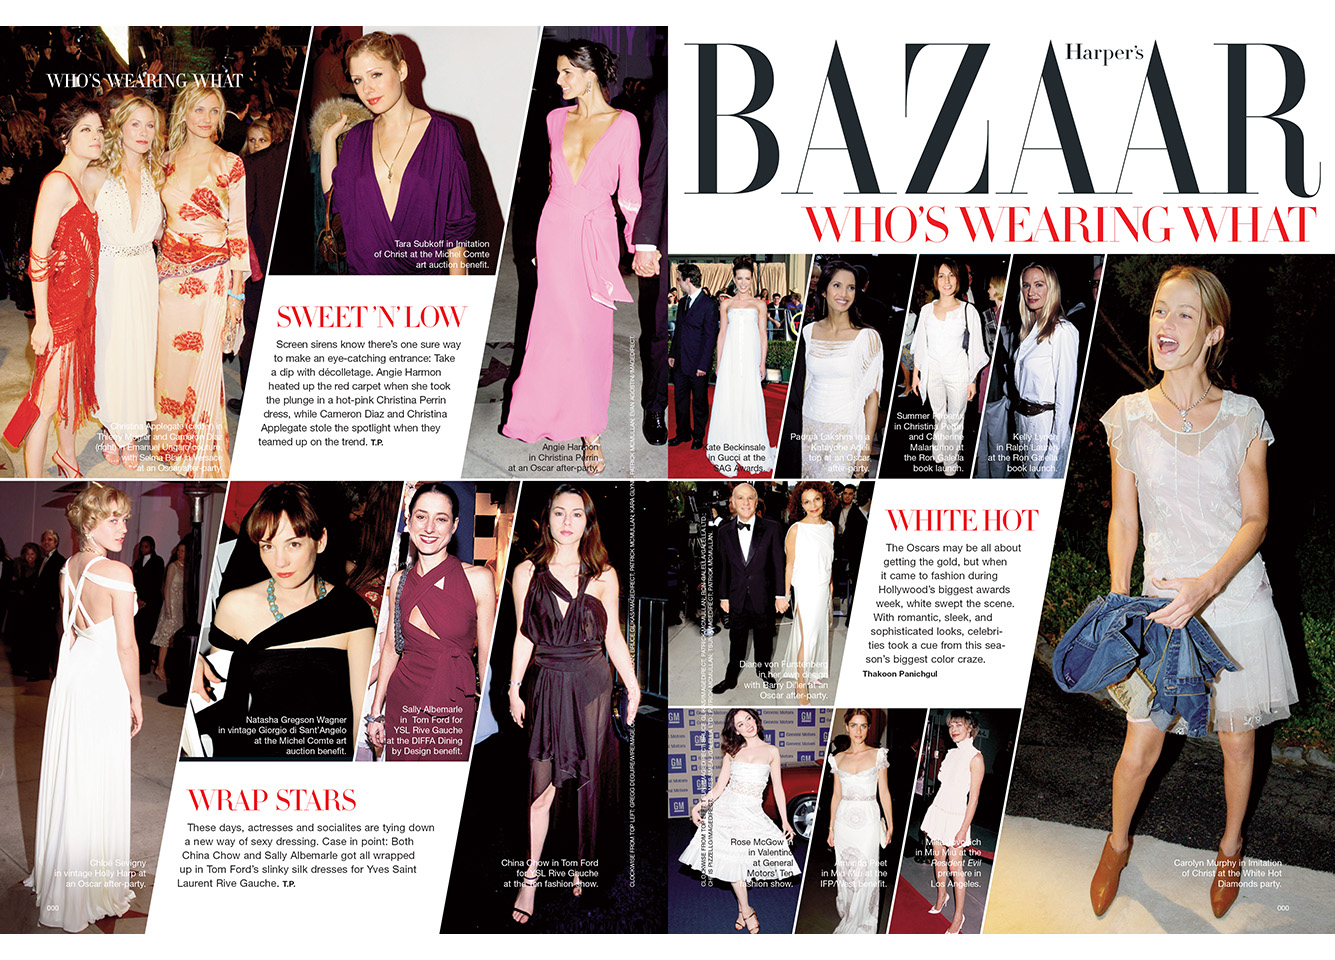 WHO'S WEARING WHAT
Tara Subkoff in Imitation
of Christ at the Michel Comte
art auction benefit.
SWEET 'N' LOW
Screen sirens know there's one sure way
to make an eye-catching entrance: Take
a dip with décolletage. Angie Harmon
heated up the red carpet when she took
the plunge in a hot-pink Christina Perrin
dress, while Cameron Diaz and Christina
Applegate stole the spotlight when they
teamed up on the trend. T.P.
Christina Applegate (center) in
Thierry Mugler and Cameron Diaz
(right) in Emanuel Ungaro couture,
with Selma Blair in Versace
at an Oscar after-party.
Angie Harmon
in Christina Perrin
at an Oscar after-party.
Natasha Gregson Wagner
in vintage Giorgio di Sant'Angelo
at the Michel Comte art
auction benefit.
Sally Albemarle
in Tom Ford for
YSL Rive Gauche
at the DIFFA Dining
by Design benefit.
WRAP STARS
These days, actresses and socialites are tying down
a new way of sexy dressing. Case in point: Both
China Chow and Sally Albemarle got all wrapped
up in Tom Ford's slinky silk dresses for Yves Saint
Laurent Rive Gauche. T.P.
Chloë Sevigny
in vintage Holly Harp at
an Oscar after-party.
China Chow in Tom Ford
for YSL Rive Gauche
at the Ten fashion show.
000
Harper's
BAZAAR
WHO'S WEARING WHAT
Kate Beckinsale
in Gucci at the
SAG Awards.
Padma Lakshmi in a
Katayone Adeli
top at an Oscar
after-party.
Summer Phoenix
in Christina Perrin
and Catherine
Malandrino at
the Ron Galella
book launch.
Kelly Lynch
in Ralph Lauren
at the Ron Galella
book launch.
WHITE HOT
The Oscars may be all about
getting the gold, but when
it came to fashion during
Hollywood's biggest awards
week, white swept the scene.
With romantic, sleek, and
sophisticated looks, celebri-
ties took a cue from this sea-
son's biggest color craze.
Thakoon Panichgul
Diane von Furstenberg
in her own design
with Barry Diller at an
Oscar after-party.
GM
Rose McGowan
in Valentino
at General
Motors' Ten
fashion show.
Amanda Peet
in Miu Miu at the
IFP/West benefit.
Milla Jovovich
in Miu Miu at the
Resident Evil
premiere in
Los Angeles.
Carolyn Murphy in Imitation
of Christ at the White Hot
Diamonds party.
000